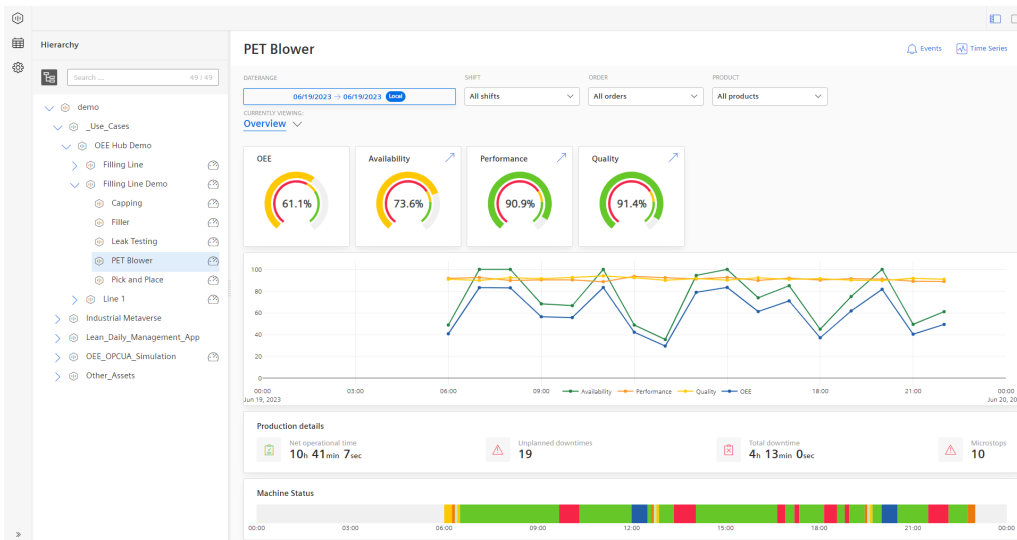 Hierarchy
Search ...
49 / 49
demo
_Use_Cases
OEE Hub Demo
Filling Line
Filling Line Demo
Capping
Filler
Leak Testing
PET Blower
Pick and Place
Line 1
Industrial Metaverse
Lean_Daily_Management_App
OEE_OPCUA_Simulation
Other_Assets
»
PET Blower
Events
Time Series
DATERANGE
SHIFT
ORDER
PRODUCT
06/19/2023 → 06/19/2023 Local
All shifts
All orders
All products
CURRENTLY VIEWING:
Overview
OEE
Availability
Performance
Quality
61.1%
73.6%
90.9%
91.4%
100
80
60
40
20
0
00:00
03:00
06:00
09:00
18:00
21:00
00:00
Jun 19, 2023
Jun 20, 20
Availability
Performance
Quality
OEE
Production details
Net operational time
10h 41min 7sec
Unplanned downtimes
19
Total downtime
4h 13min 0sec
Microstops
10
Machine Status
00:00
03:00
06:00
09:00
12:00
15:00
18:00
21:00
00:00